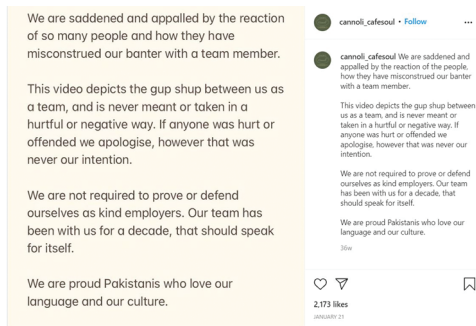 We are saddened and appalled by the reaction
of so many people and how they have
misconstrued our banter with a team member.
This video depicts the gup shup between us as
a team, and is never meant or taken in a
hurtful or negative way. If anyone was hurt or
offended we apologise, however that was
never our intention.
We are not required to prove or defend
ourselves as kind employers. Our team has
been with us for a decade, that should speak
for itself.
We are proud Pakistanis who love our
language and our culture.
cannoli_cafesoul • Follow
cannoli_cafesoul We are saddened and
appalled by the reaction of the people,
how they have misconstrued our banter
with a team member.
This video depicts the gup shup between
us as a team, and is never meant or taken
in a hurtful or negative way. If
anyone was hurt or offended we
apologise, however that was never our
intention.
We are not required to prove or defend
ourselves as kind employers. Our team
has been with us for a decade, that
should speak for itself.
We are proud Pakistanis who love our
language and our culture.
36w
2,173 likes
JANUARY 21